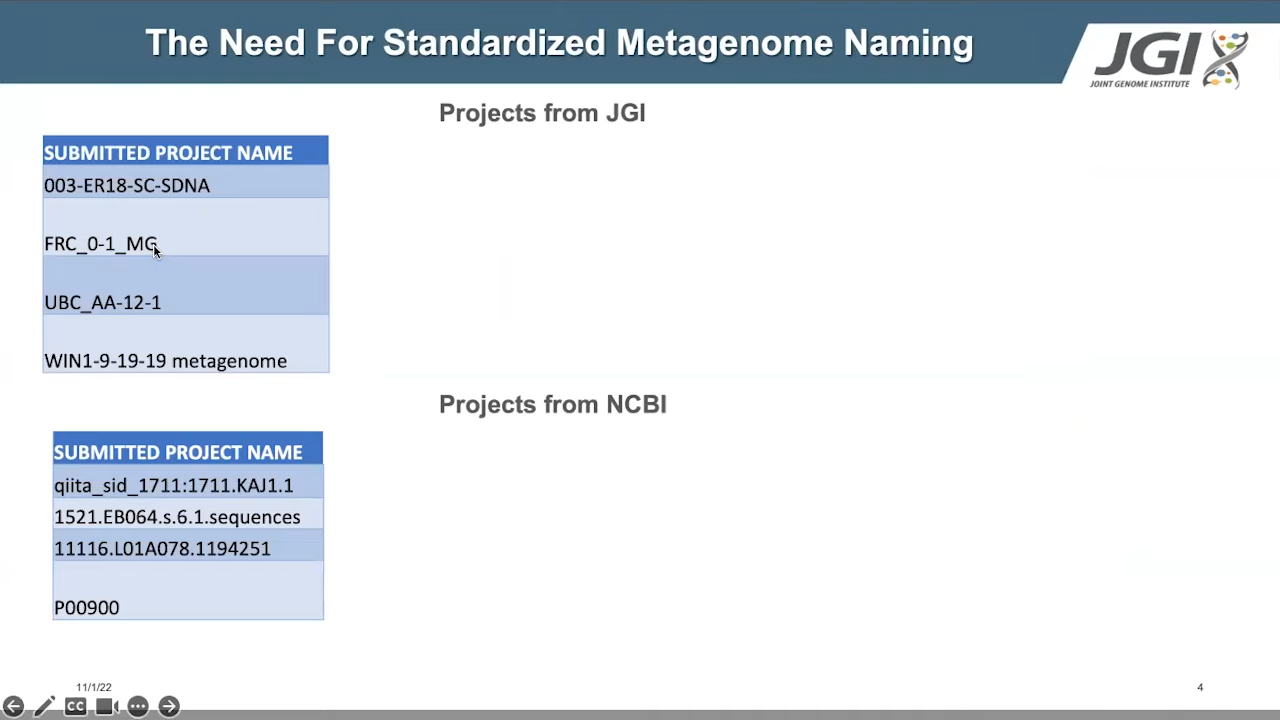 The Need For Standardized Metagenome Naming
JGI
JOINT GENOME INSTITUTE
Projects from JGI
SUBMITTED PROJECT NAME
003-ER18-SC-SDNA
FRC_0-1_MG
UBC_AA-12-1
WIN1-9-19-19 metagenome
Projects from NCBI
SUBMITTED PROJECT NAME
qiita_sid_1711:1711.KAJ1.1
1521.EB064.s.6.1.sequences
11116.L01A078.1194251
P00900
11/1/22
4
CC